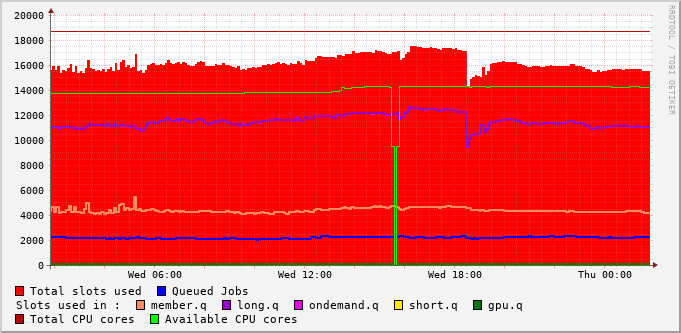 20000
18000
16000
14000
12000
10000
8000
6000
4000
2000
0
Wed 06:00 Wed 12:00 Wed 18:00 Thu 00:00
Total slots used Queued Jobs
Slots used in : member.q long.q ondemand.q short.q gpu.q
Total CPU cores Available CPU cores
RRDTOOL / TOBI OETIKER